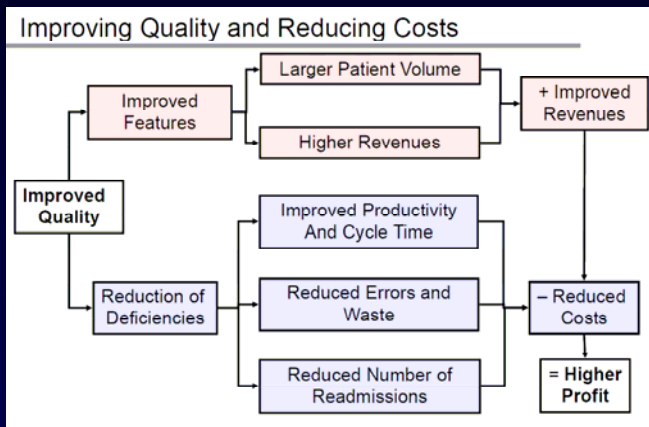 Improving Quality and Reducing Costs
Larger Patient Volume
Improved
Features
+ Improved
Revenues
Higher Revenues
Improved
Quality
Improved Productivity
And Cycle Time
Reduction of
Deficiencies
Reduced Errors and
Waste
– Reduced
Costs
Reduced Number of
Readmissions
= Higher
Profit